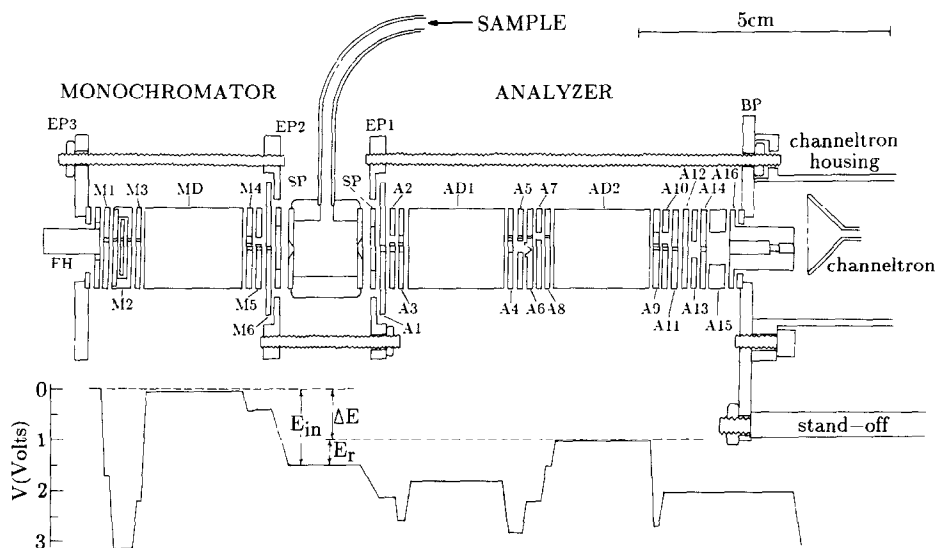 SAMPLE
5cm
MONOCHROMATOR
ANALYZER
EP3
EP2
EP1
BP
channeltron
housing
M1
M3
MD
M4
SP
SP
A2
AD1
A5
A7
AD2
A10
A12
A14
A16
FH
M2
M5
M6
A3
A1
A4
A6
A8
A9
A11
A13
A15
channeltron
stand-off
V(Volts)
0
1
2
3
E_in
ΔE
E_r